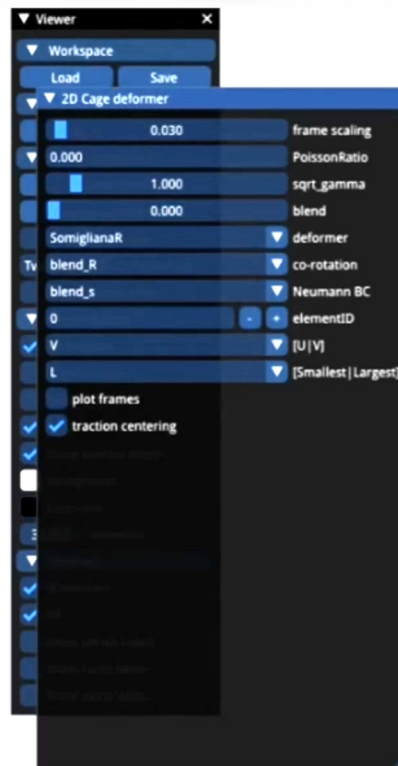 Viewer
Workspace
Load Save
2D Cage deformer
0.030 frame scaling
0.000 PoissonRatio
1.000 sqrt_gamma
0.000 blend
SomiglianaR deformer
Tw blend_R co-rotation
blend_s Neumann BC
0 - + elementID
V [U|V]
L [Smallest|Largest]
plot frames
traction centering